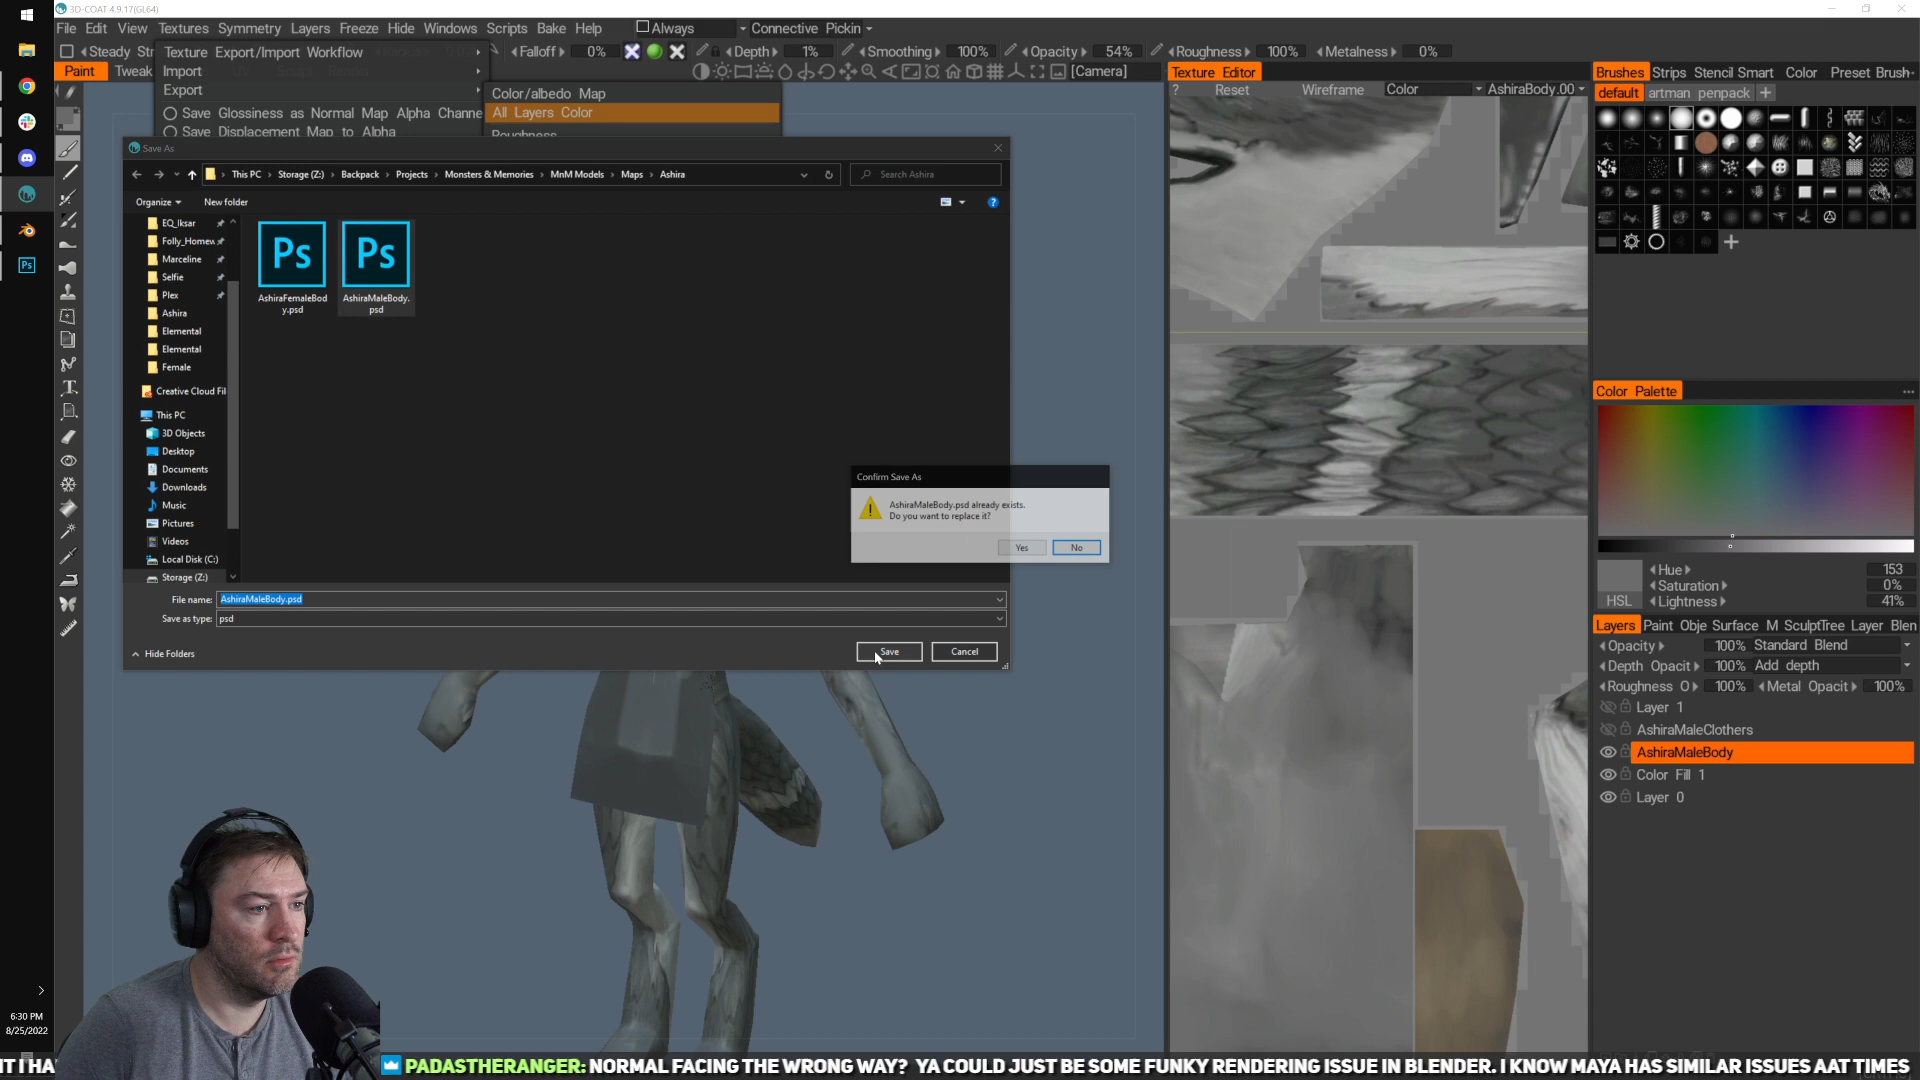 3D-COAT 4.9.17(GL64)
File Edit View Textures Symmetry Layers Freeze Hide Windows Scripts Bake Help Always Connective Pickin
Steady Str Falloff 0% Depth 1% Smoothing 100% Opacity 54% Roughness 100% Metalness 0%
Texture Export/Import Workflow
Paint Tweak
Import
Export
[Camera]
Texture Editor
Brushes Strips Stencil Smart Color Preset Brush
? Reset Wireframe Color AshiraBody.00
default artman penpack +
Color/albedo Map
Save Glossiness as Normal Map Alpha Channe
All Layers Color
Save Displacement Map to Alpha
Roughness
Save As
This PC Storage (Z:) Backpack Projects Monsters & Memories MnM Models Maps Ashira
Search Ashira
Organize New folder
EQ_Iksar
Folly_Homew
Marceline
Selfie
Plex
Ashira
Elemental
Elemental
Female
Creative Cloud Fil
This PC
3D Objects
Desktop
Documents
Downloads
Music
Pictures
Videos
Local Disk (C:)
Storage (Z:)
Ps
Ps
AshiraFemaleBod
y.psd
AshiraMaleBody.
psd
Confirm Save As
AshiraMaleBody.psd already exists.
Do you want to replace it?
Yes No
File name: AshiraMaleBody.psd
Save as type: psd
Hide Folders
Save Cancel
Color Palette
Hue 153
Saturation 0%
HSL Lightness 41%
Layers Paint Obje Surface M SculptTree Layer Blen
Opacity 100% Standard Blend
Depth Opacit 100% Add depth
Roughness O 100% Metal Opacit 100%
Layer 1
AshiraMaleClothers
AshiraMaleBody
Color Fill 1
Layer 0
Ps
6:30 PM
8/25/2022
IT I HA
PADASTHERANGER: NORMAL FACING THE WRONG WAY? YA COULD JUST BE SOME FUNKY RENDERING ISSUE IN BLENDER. I KNOW MAYA HAS SIMILAR ISSUES AAT TIMES